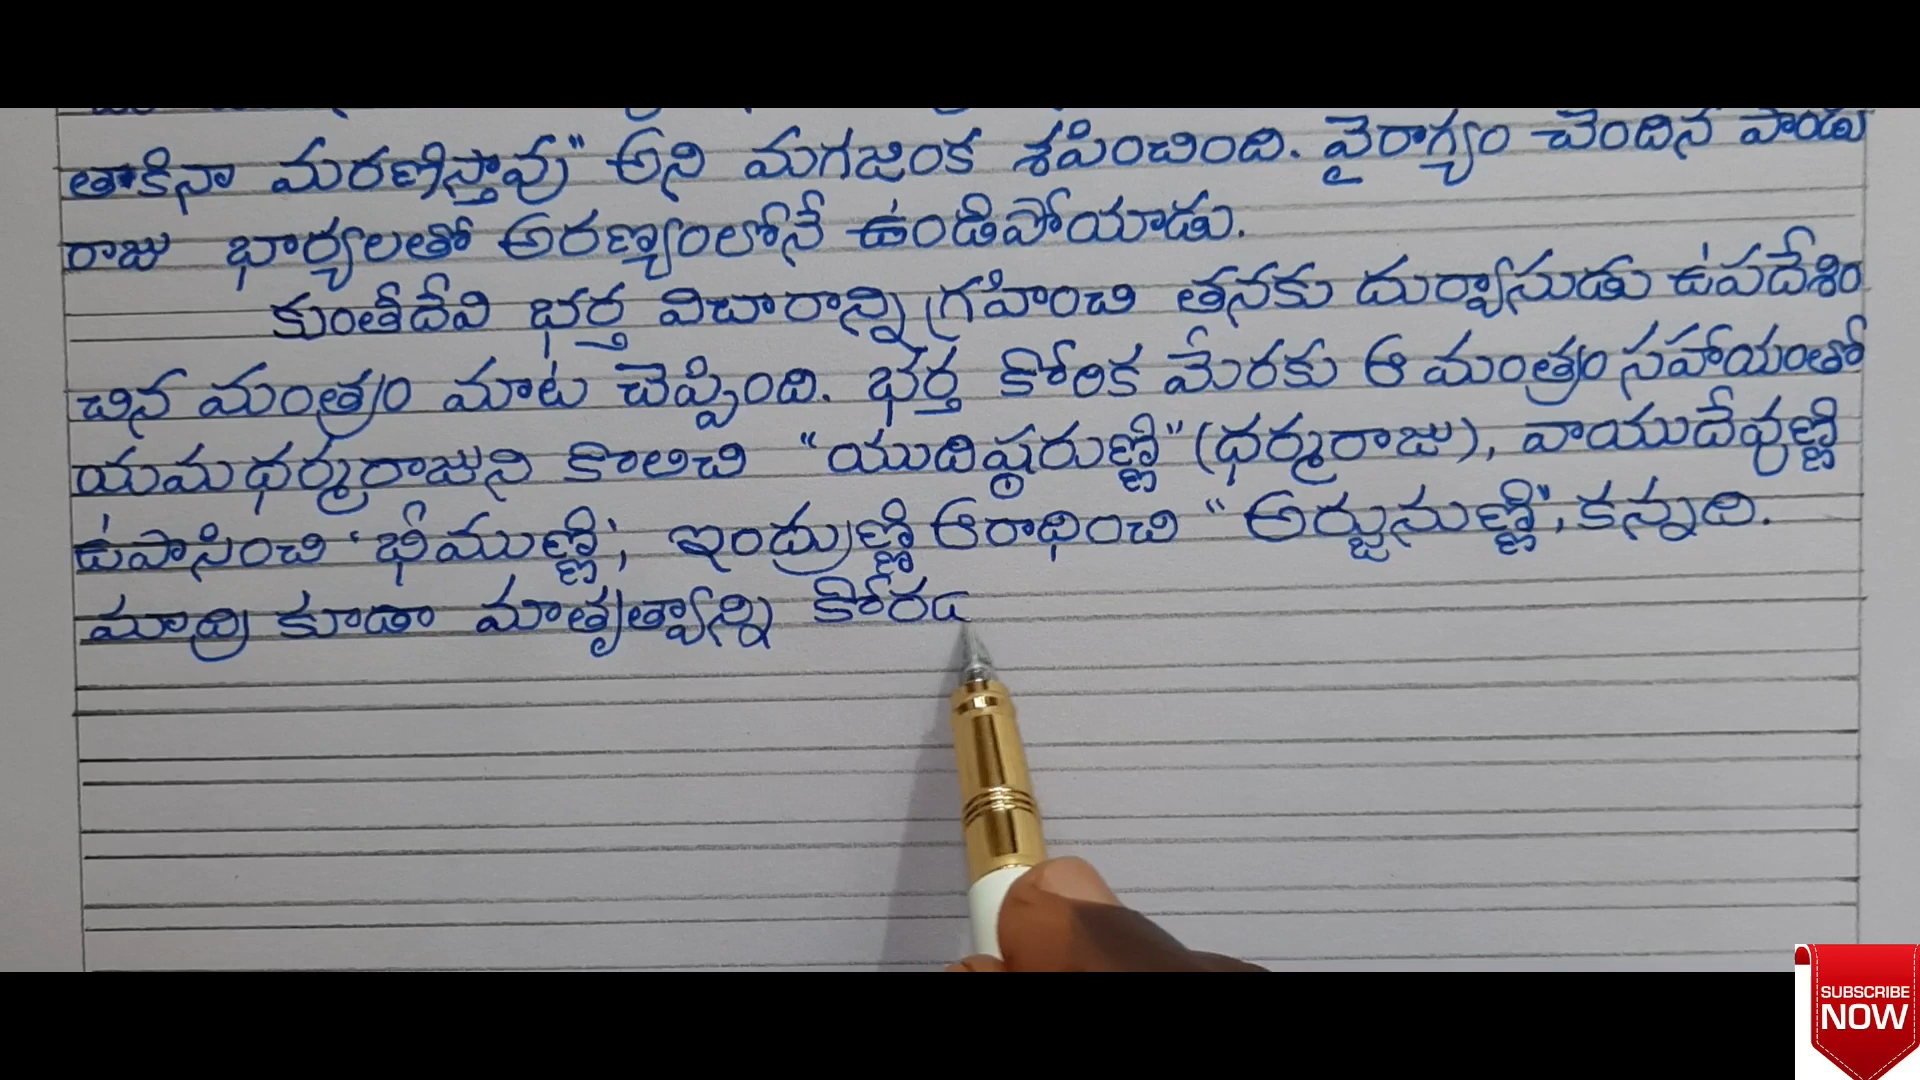 తాకినా మరణిస్తావు" అని మగజింక శపించింది. వైరాగ్యం చెందిన పాండు
రాజు భార్యలతో అరణ్యంలోనే ఉండిపోయాడు.
కుంతీదేవి భర్త విచారాన్ని గ్రహించి తనకు దుర్వాసుడు ఉపదేశిం
చిన మంత్రం మాట చెప్పింది. భర్త కోరిక మేరకు ఆ మంత్రం సహాయంతో
యమధర్మరాజుని కొలిచి "యుదిష్ఠరుణ్ణి" (ధర్మరాజు), వాయుదేవుణ్ణి
ఉపాసించి 'భీముణ్ణి', ఇంద్రుణ్ణి ఆరాధించి "అర్జునుణ్ణి", కన్నది.
మాద్రి కూడా మాతృత్వాన్ని కోరడ
SUBSCRIBE
NOW